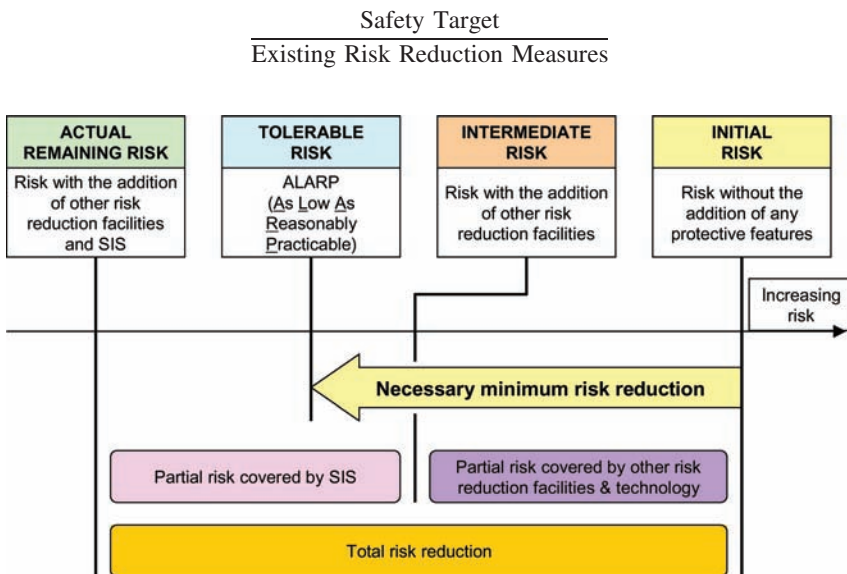 Safety Target
Existing Risk Reduction Measures
ACTUAL
REMAINING RISK
Risk with the addition
of other risk
reduction facilities
and SIS
TOLERABLE
RISK
ALARP
(As Low As
Reasonably
Practicable)
INTERMEDIATE
RISK
Risk with the addition
of other risk
reduction facilities
INITIAL
RISK
Risk without the
addition of any
protective features
Increasing
risk
Necessary minimum risk reduction
Partial risk covered by SIS
Partial risk covered by other risk
reduction facilities & technology
Total risk reduction